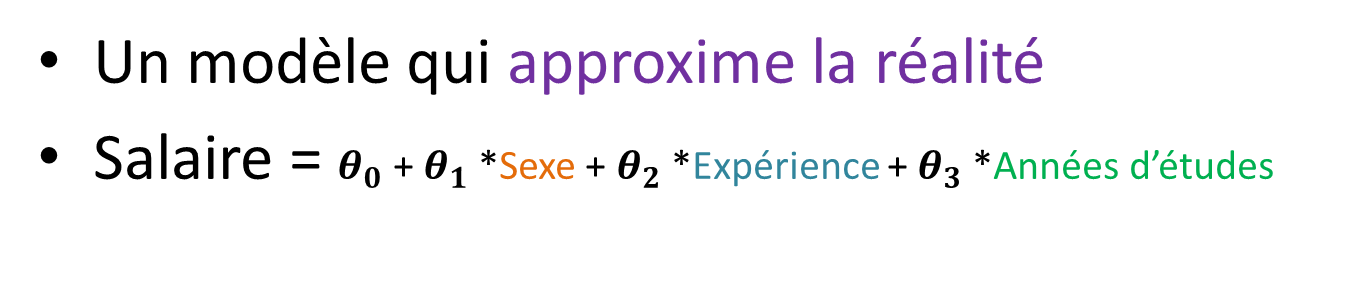 • Un modèle qui approxime la réalité
• Salaire = θ₀ + θ₁ *Sexe + θ₂ *Expérience + θ₃ *Années d’études